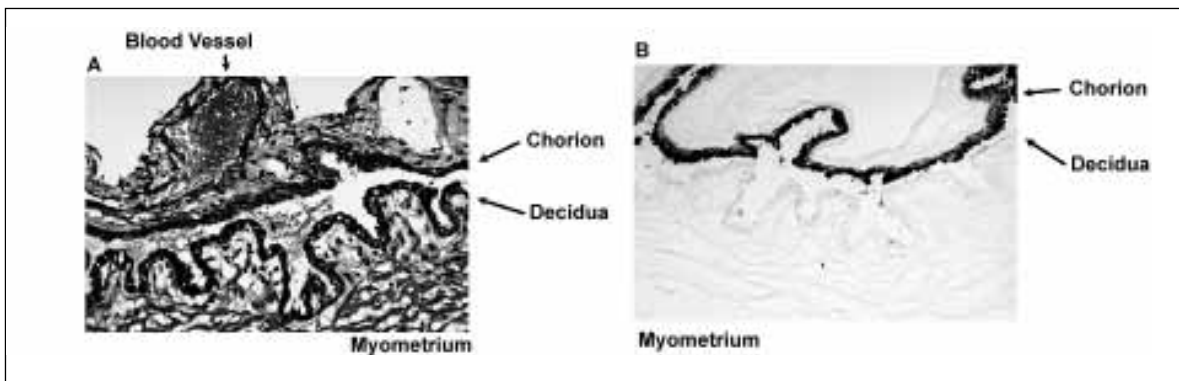 Blood Vessel
A
Chorion
Decidua
Myometrium
B
Chorion
Decidua
Myometrium